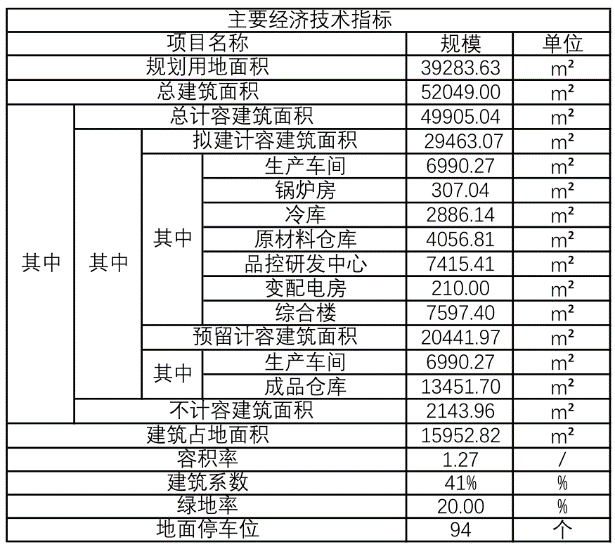 主要经济技术指标
项目名称 规模 单位
规划用地面积 39283.63 m²
总建筑面积 52049.00 m²
总计容建筑面积 49905.04 m²
拟建计容建筑面积 29463.07 m²
生产车间 6990.27 m²
锅炉房 307.04 m²
冷库 2886.14 m²
其中 原材料仓库 4056.81 m²
其中 其中 品控研发中心 7415.41 m²
变配电房 210.00 m²
综合楼 7597.40 m²
预留计容建筑面积 20441.97 m²
其中 生产车间 6990.27 m²
成品仓库 13451.70 m²
不计容建筑面积 2143.96 m²
建筑占地面积 15952.82 m²
容积率 1.27 /
建筑系数 41% %
绿地率 20.00 %
地面停车位 94 个